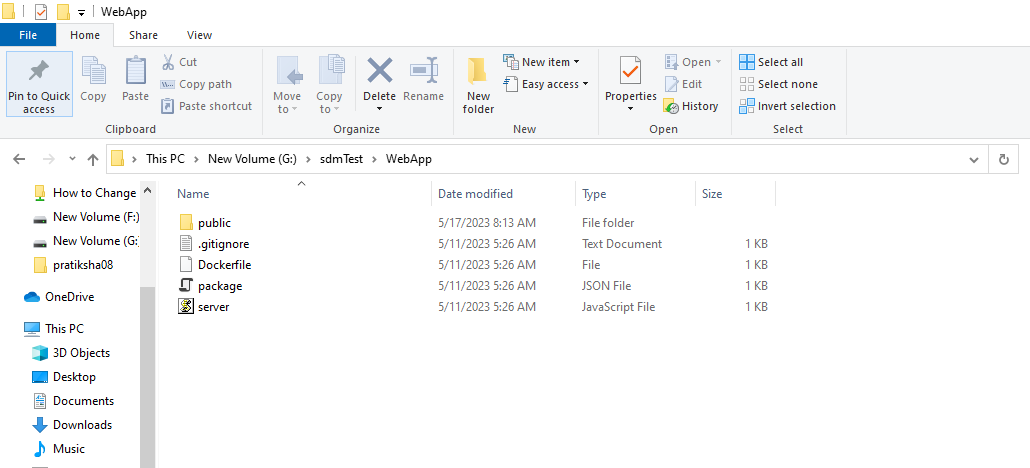 WebApp
File Home Share View
Pin to Quick access
Copy
Paste
Cut
Copy path
Paste shortcut
Clipboard
Move to
Copy to
Delete
Rename
Organize
New folder
New item
Easy access
New
Properties
Open
Edit
History
Open
Select all
Select none
Invert selection
Select
This PC > New Volume (G:) > sdmTest > WebApp
How to Change
New Volume (F:)
New Volume (G:
pratiksha08
OneDrive
This PC
3D Objects
Desktop
Documents
Downloads
Music
Name Date modified Type Size
public 5/17/2023 8:13 AM File folder
.gitignore 5/11/2023 5:26 AM Text Document 1 KB
Dockerfile 5/11/2023 5:26 AM File 1 KB
package 5/11/2023 5:26 AM JSON File 1 KB
server 5/11/2023 5:26 AM JavaScript File 1 KB